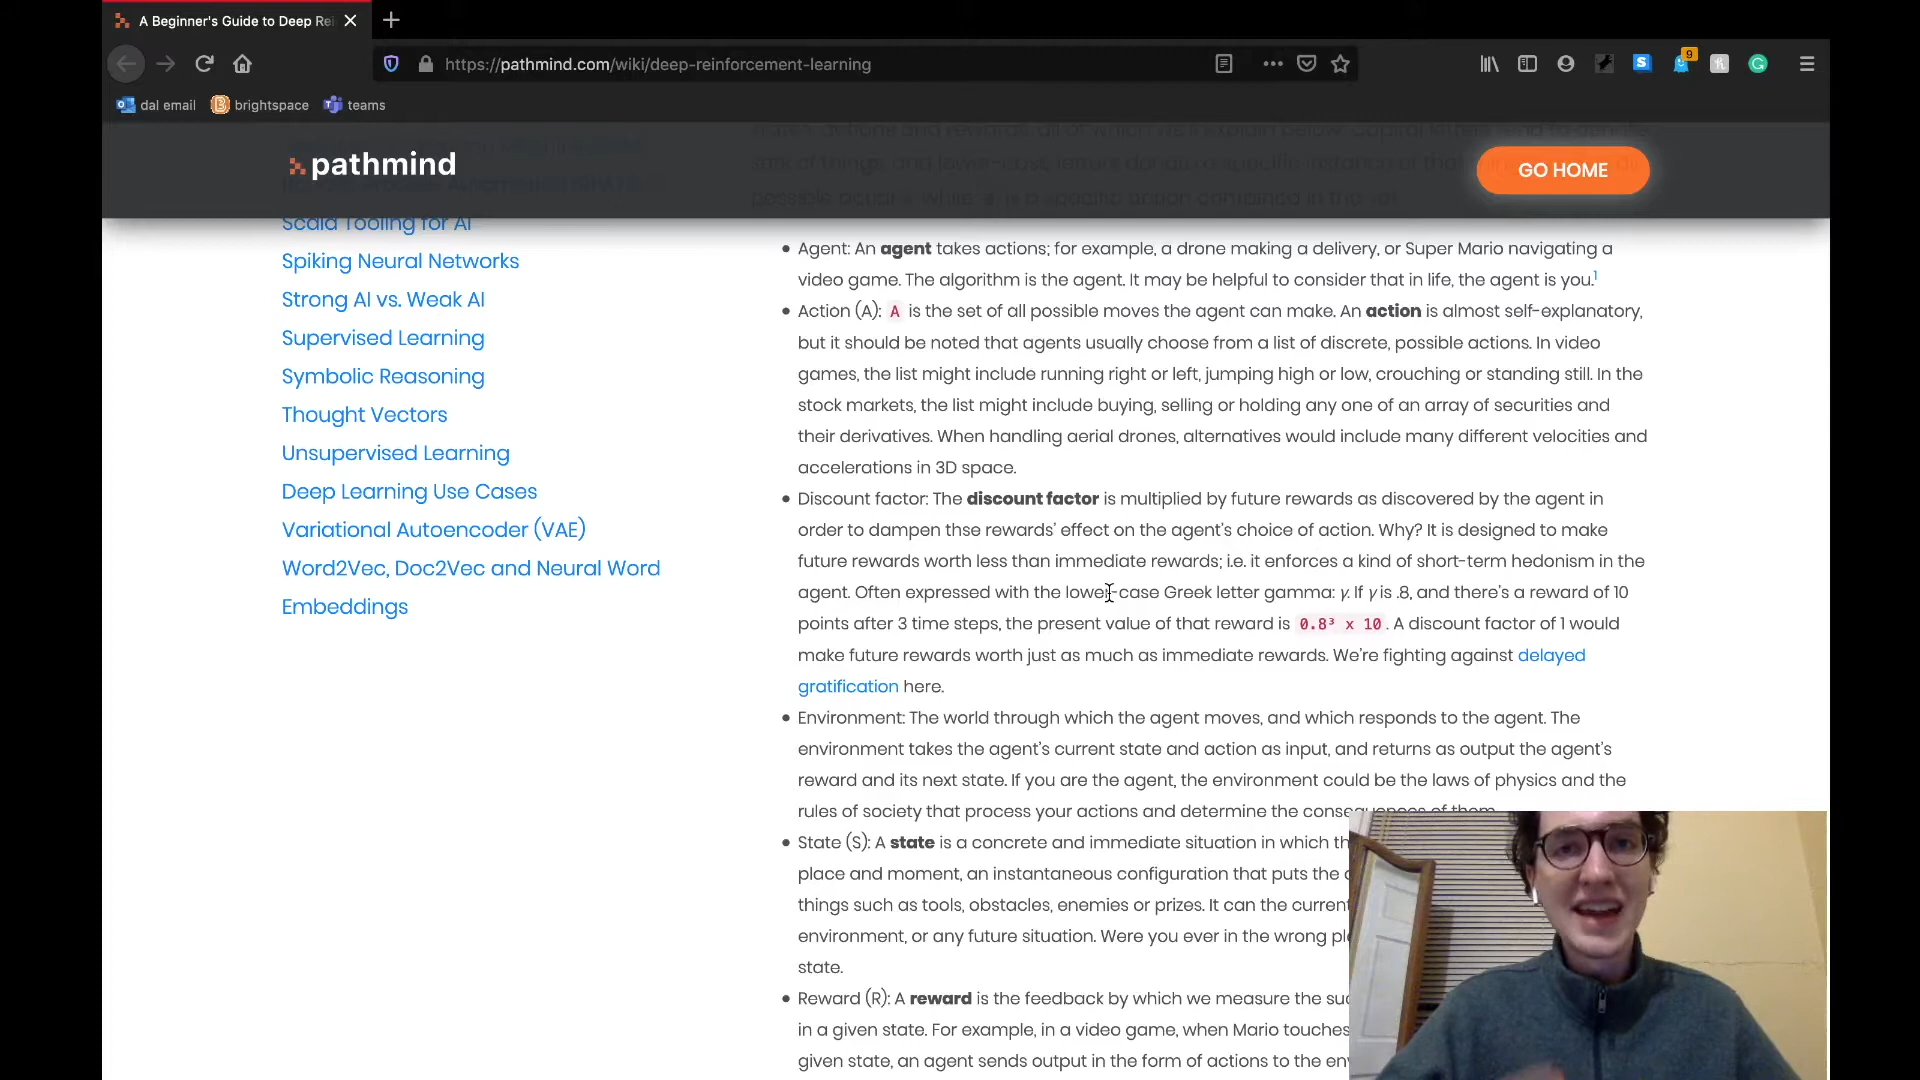 A Beginner's Guide to Deep Rei
https://pathmind.com/wiki/deep-reinforcement-learning
9
dal email brightspace teams
pathmind
GO HOME
Scala Tooling for AI
Spiking Neural Networks
Strong AI vs. Weak AI
Supervised Learning
Symbolic Reasoning
Thought Vectors
Unsupervised Learning
Deep Learning Use Cases
Variational Autoencoder (VAE)
Word2Vec, Doc2Vec and Neural Word
Embeddings
Agent: An agent takes actions; for example, a drone making a delivery, or Super Mario navigating a
video game. The algorithm is the agent. It may be helpful to consider that in life, the agent is you.1
Action (A): A is the set of all possible moves the agent can make. An action is almost self-explanatory,
but it should be noted that agents usually choose from a list of discrete, possible actions. In video
games, the list might include running right or left, jumping high or low, crouching or standing still. In the
stock markets, the list might include buying, selling or holding any one of an array of securities and
their derivatives. When handling aerial drones, alternatives would include many different velocities and
accelerations in 3D space.
Discount factor: The discount factor is multiplied by future rewards as discovered by the agent in
order to dampen thse rewards' effect on the agent's choice of action. Why? It is designed to make
future rewards worth less than immediate rewards; i.e. it enforces a kind of short-term hedonism in the
agent. Often expressed with the lower-case Greek letter gamma: γ. If γ is .8, and there's a reward of 10
points after 3 time steps, the present value of that reward is 0.8³ x 10. A discount factor of 1 would
make future rewards worth just as much as immediate rewards. We're fighting against delayed
gratification here.
Environment: The world through which the agent moves, and which responds to the agent. The
environment takes the agent's current state and action as input, and returns as output the agent's
reward and its next state. If you are the agent, the environment could be the laws of physics and the
rules of society that process your actions and determine the consequences of them.
State (S): A state is a concrete and immediate situation in which th
place and moment, an instantaneous configuration that puts the
things such as tools, obstacles, enemies or prizes. It can the current
environment, or any future situation. Were you ever in the wrong pl
state.
Reward (R): A reward is the feedback by which we measure the su
in a given state. For example, in a video game, when Mario touches
given state, an agent sends output in the form of actions to the en